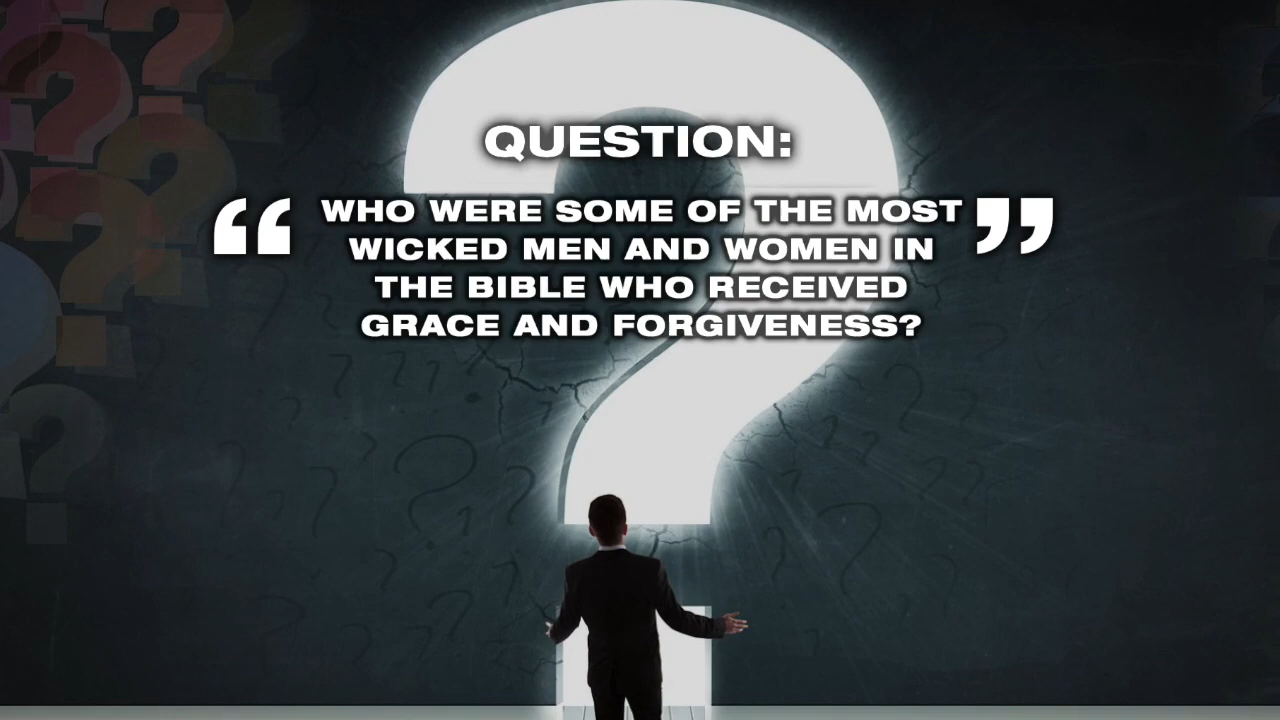 QUESTION:
“ WHO WERE SOME OF THE MOST ”
WICKED MEN AND WOMEN IN
THE BIBLE WHO RECEIVED
GRACE AND FORGIVENESS?